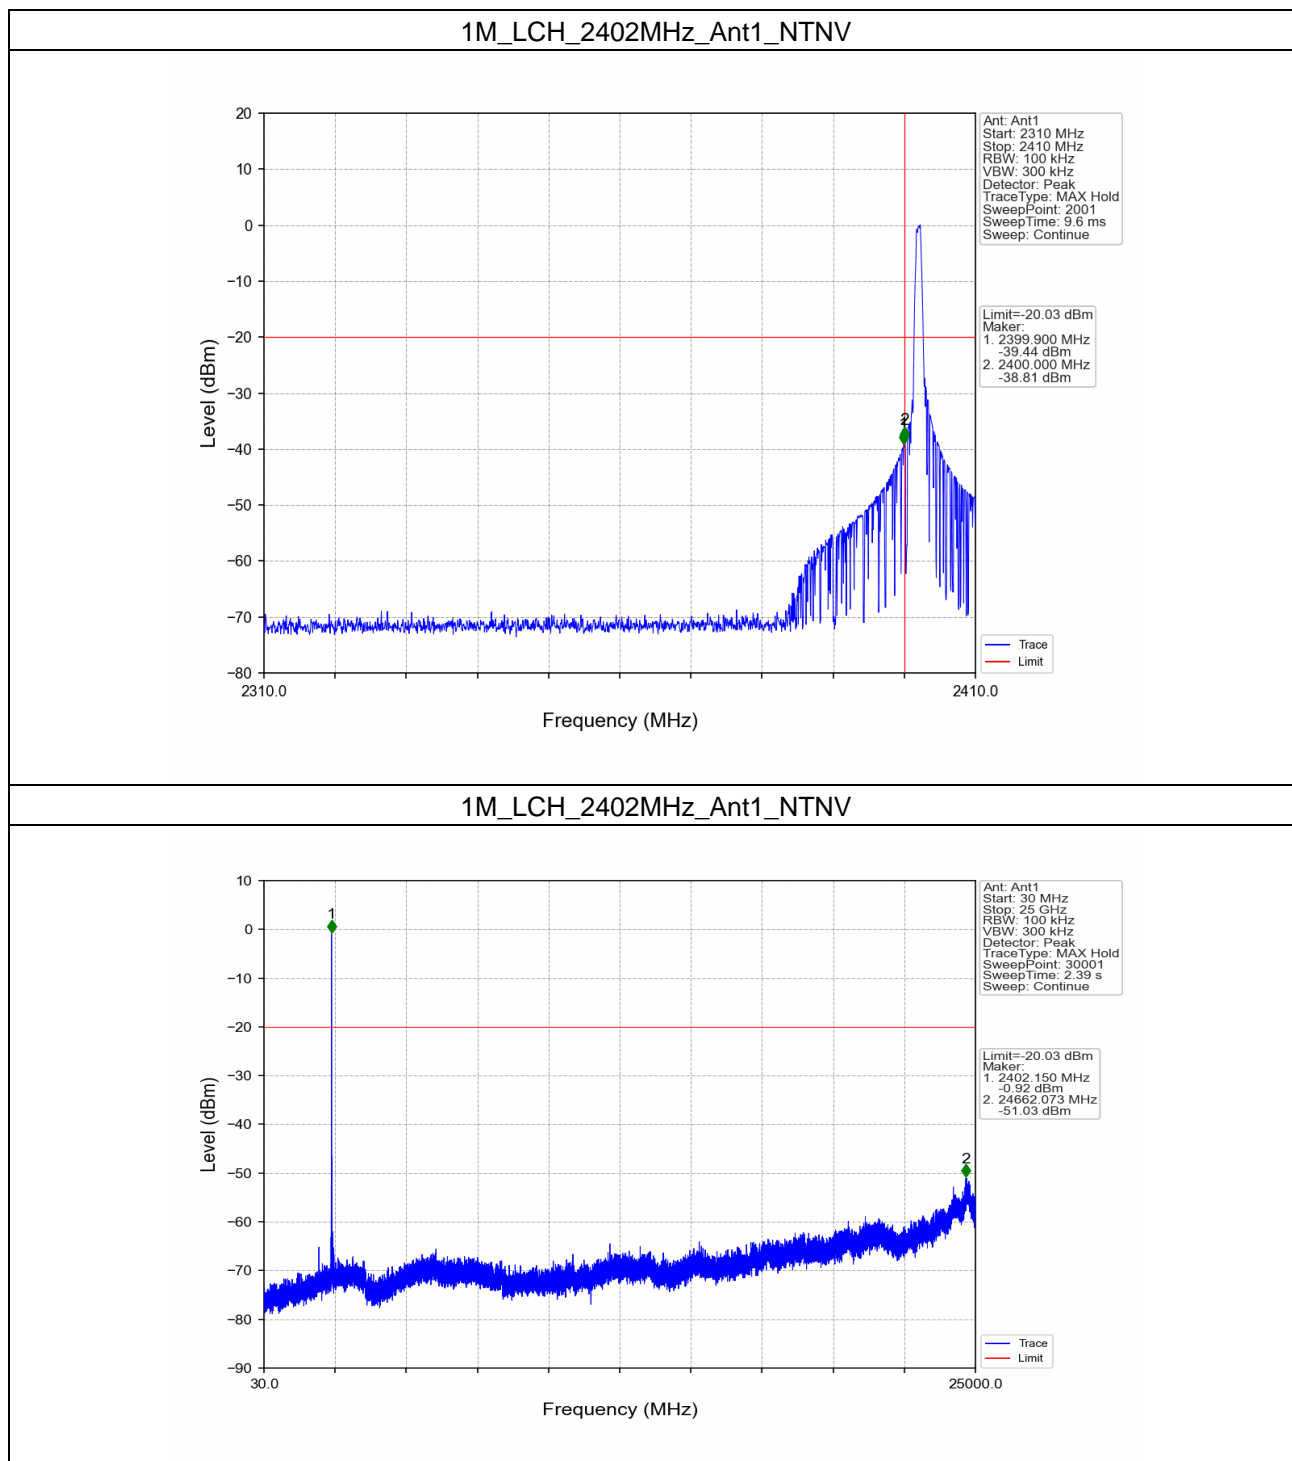 1M_LCH_2402MHz_Ant1_NTNV
20
10
0
−10
−20
−30
−40
−50
−60
−70
−80
Level (dBm)
2310.0
2410.0
Frequency (MHz)
2
Ant: Ant1
Start: 2310 MHz
Stop: 2410 MHz
RBW: 100 kHz
VBW: 300 kHz
Detector: Peak
TraceType: MAX Hold
SweepPoint: 2001
SweepTime: 9.6 ms
Sweep: Continue
Limit=-20.03 dBm
Maker:
1. 2399.900 MHz
-39.44 dBm
2. 2400.000 MHz
-38.81 dBm
Trace
Limit
1M_LCH_2402MHz_Ant1_NTNV
10
0
−10
−20
−30
−40
−50
−60
−70
−80
−90
Level (dBm)
30.0
25000.0
Frequency (MHz)
1
2
Ant: Ant1
Start: 30 MHz
Stop: 25 GHz
RBW: 100 kHz
VBW: 300 kHz
Detector: Peak
TraceType: MAX Hold
SweepPoint: 30001
SweepTime: 2.39 s
Sweep: Continue
Limit=-20.03 dBm
Maker:
1. 2402.150 MHz
-0.92 dBm
2. 24662.073 MHz
-51.03 dBm
Trace
Limit